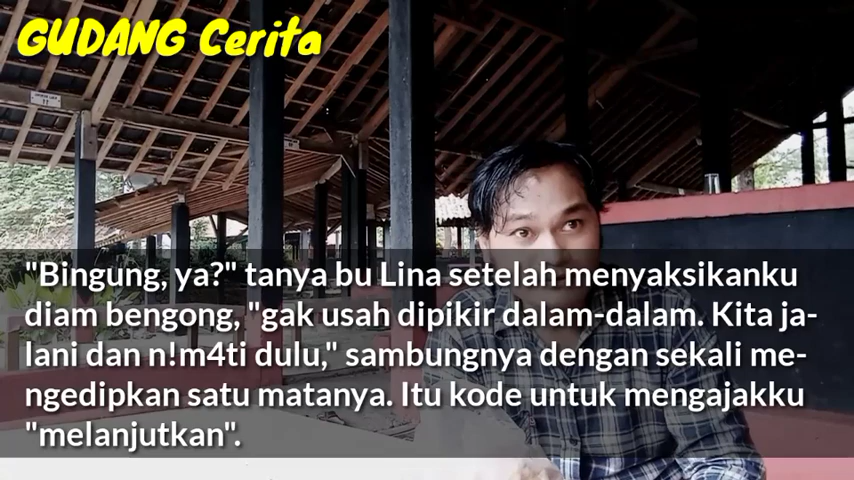 GUDANG Cerita
"Bingung, ya?" tanya bu Lina setelah menyaksikanku
diam bengong, "gak usah dipikir dalam-dalam. Kita ja-
lani dan n!m4ti dulu," sambungnya dengan sekali me-
ngedipkan satu matanya. Itu kode untuk mengajakku
"melanjutkan".